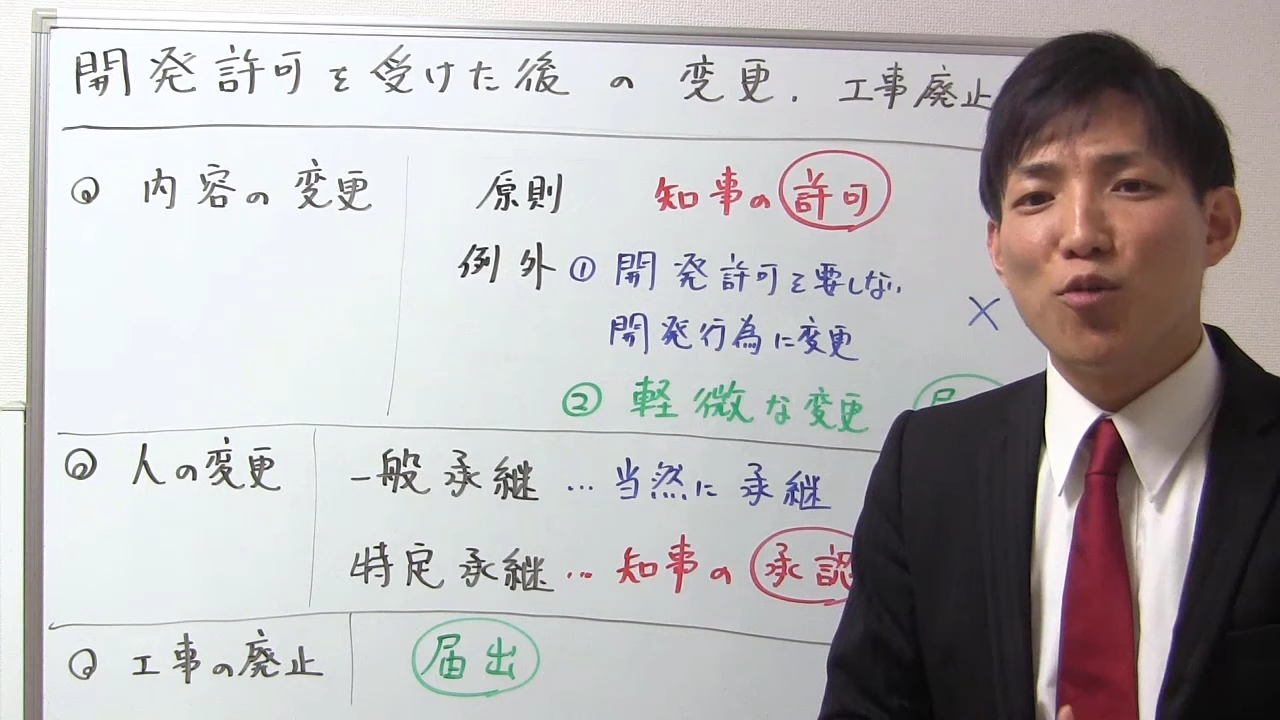 開発許可を受けた後の変更.工事廃止
内容の変更 原則 知事の許可
例外 ① 開発許可を要しない
開発行為に変更 ×
② 軽微な変更 届
人の変更 一般承継 … 当然に承継
特定承継 … 知事の承認
工事の廃止 届出